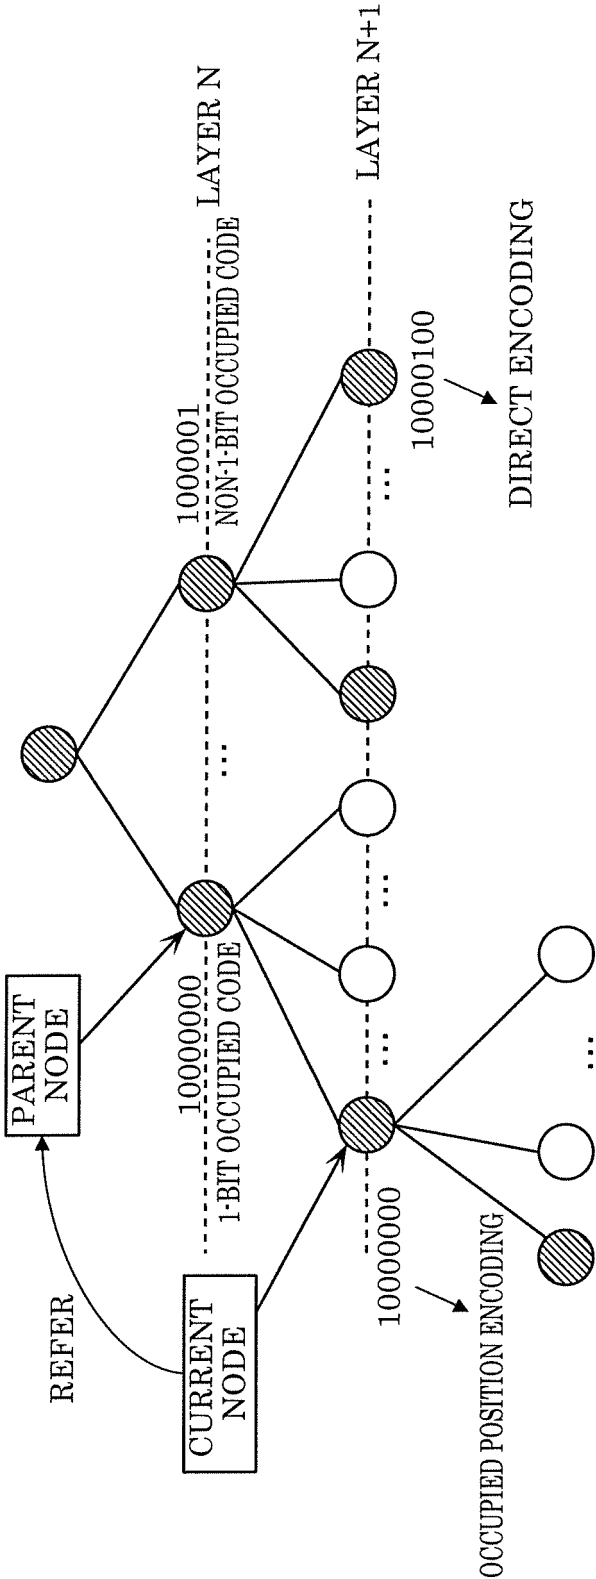 REFER
PARENT
NODE
CURRENT
NODE
10000000
1-BIT OCCUPIED CODE
...
1000001
NON-1-BIT OCCUPIED CODE
LAYER N
10000000
...
...
...
10000100
LAYER N+1
OCCUPIED POSITION ENCODING
DIRECT ENCODING
...